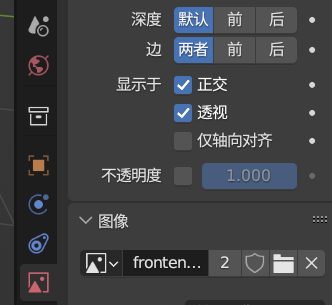 深度 默认 前 后
边 两者 前 后
显示于 正交
透视
仅轴向对齐
不透明度 1.000
图像
fronten... 2